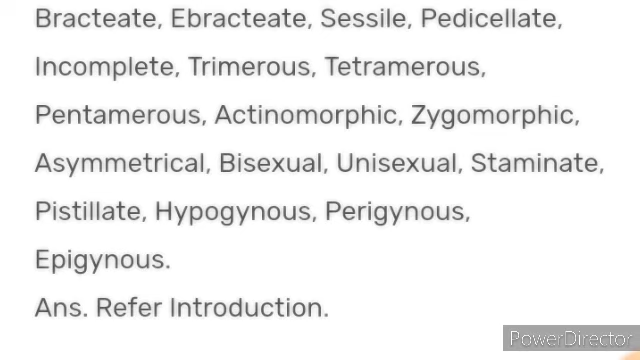 Bracteate, Ebracteate, Sessile, Pedicellate,
Incomplete, Trimerous, Tetramerous,
Pentamerous, Actinomorphic, Zygomorphic,
Asymmetrical, Bisexual, Unisexual, Staminate,
Pistillate, Hypogynous, Perigynous,
Epigynous.
Ans. Refer Introduction.
PowerDirector